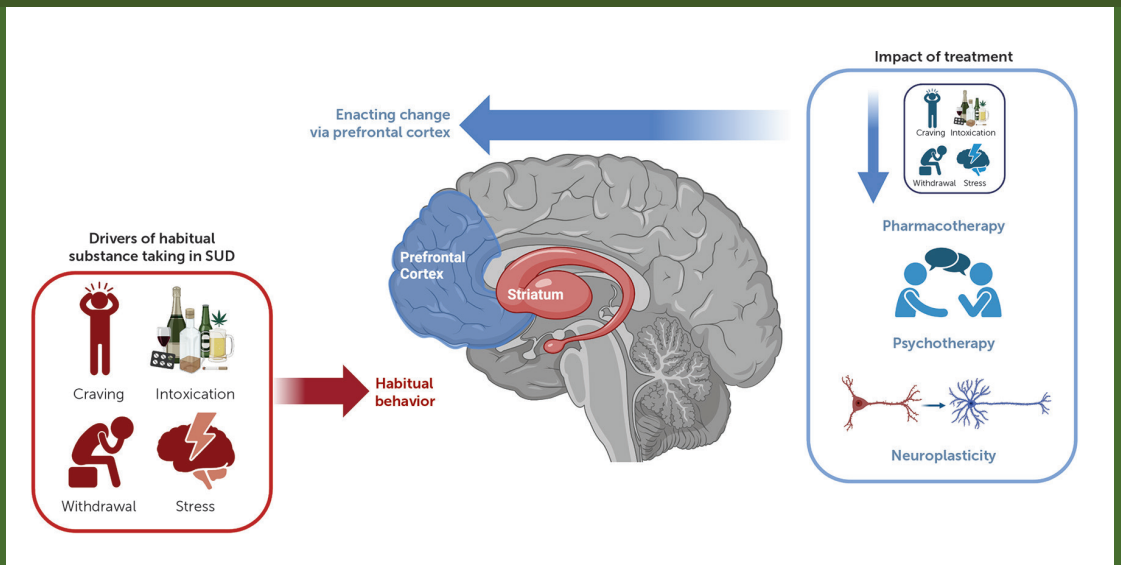 Impact of treatment
Enacting change
via prefrontal cortex
Craving Intoxication
Withdrawal Stress
Pharmacotherapy
Psychotherapy
Neuroplasticity
Prefrontal
Cortex
Striatum
Drivers of habitual
substance taking in SUD
Craving Intoxication
Withdrawal Stress
Habitual
behavior